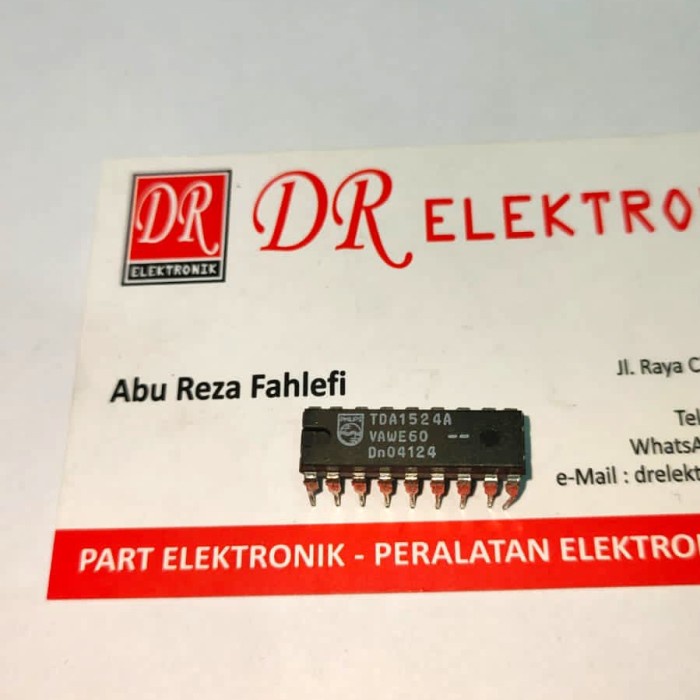 DR
ELEKTRONIK
DR ELEKTRO
Abu Reza Fahlefi
Jl. Raya C
Tel
WhatsA
e-Mail : drelekt
PHILIPS
TDA1524A
VAWE60 --
Dn04124
PART ELEKTRONIK - PERALATAN ELEKTRO